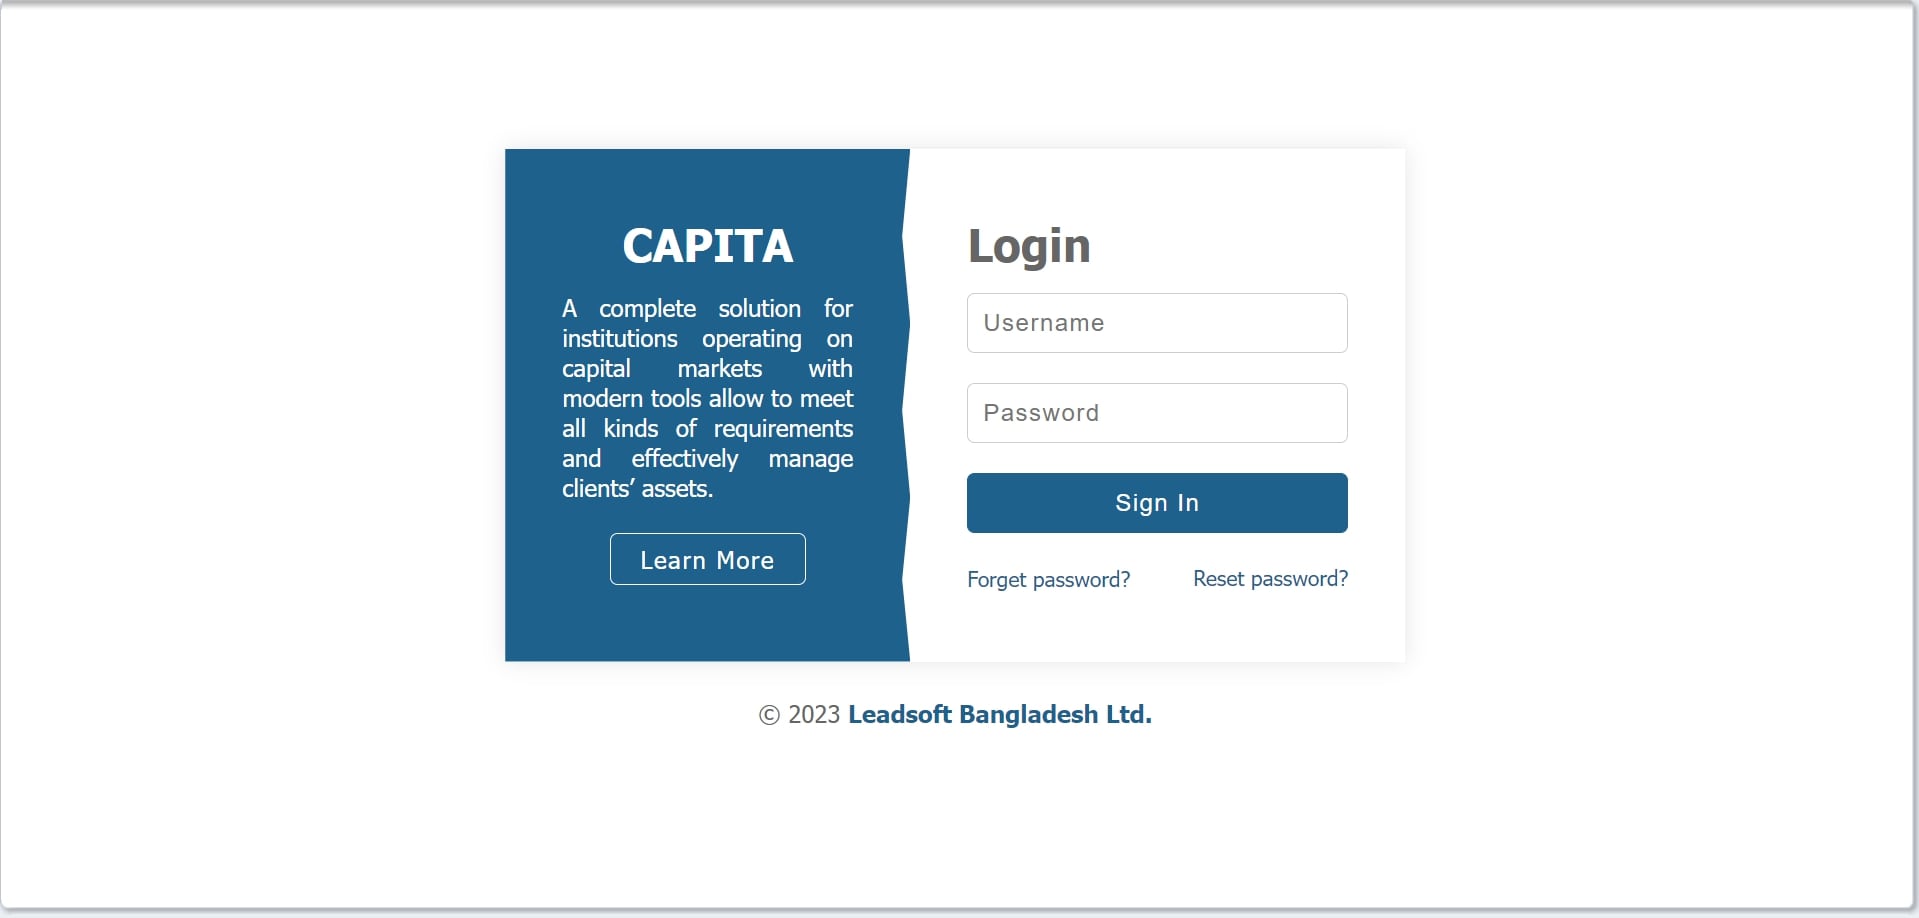 CAPITA
A complete solution for
institutions operating on
capital markets with
modern tools allow to meet
all kinds of requirements
and effectively manage
clients’ assets.
Learn More
Login
Username
Password
Sign In
Forget password? Reset password?
© 2023 Leadsoft Bangladesh Ltd.